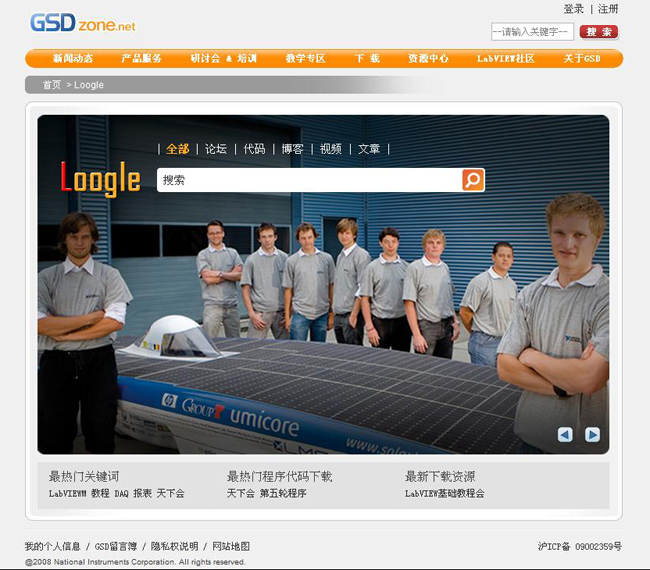 GSDzone.net
登录 | 注册
--请输入关键字--
搜 索
新闻动态 产品服务 研讨会 & 培训 教学专区 下 载 资源中心 LabVIEW社区 关于GSD
首页 > Loogle
| 全部 | 论坛 | 代码 | 博客 | 视频 | 文章 |
Loogle
搜索
hp GROUP T umicore
www.sola
最热门关键词 最热门程序代码下载 最新下载资源
LabVIEWM 教程 DAQ 报表 天下会 天下会 第五轮程序 LabVIEW基础教程会
我的个人信息 / GSD留言簿 / 隐私权说明 / 网站地图 沪ICP备 09002359号
@2008 National Instruments Corporation. All rights reserved.